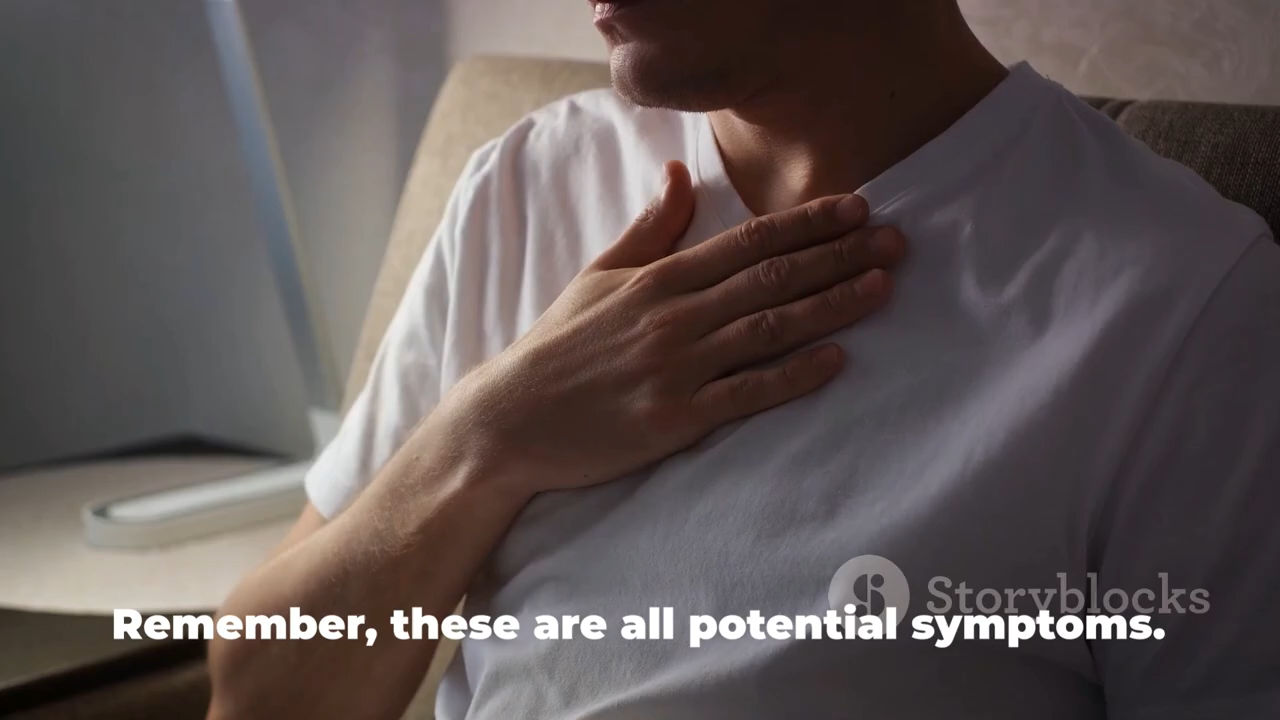 Storyblocks
Remember, these are all potential symptoms.